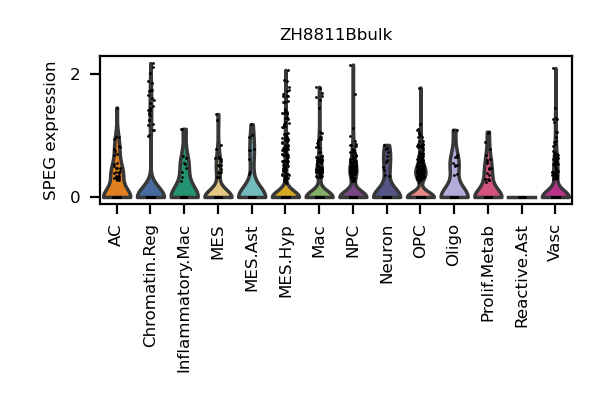 ZH8811Bbulk
SPEG expression
2
0
AC
Chromatin.Reg
Inflammatory.Mac
MES
MES.Ast
MES.Hyp
Mac
NPC
Neuron
OPC
Oligo
Prolif.Metab
Reactive.Ast
Vasc